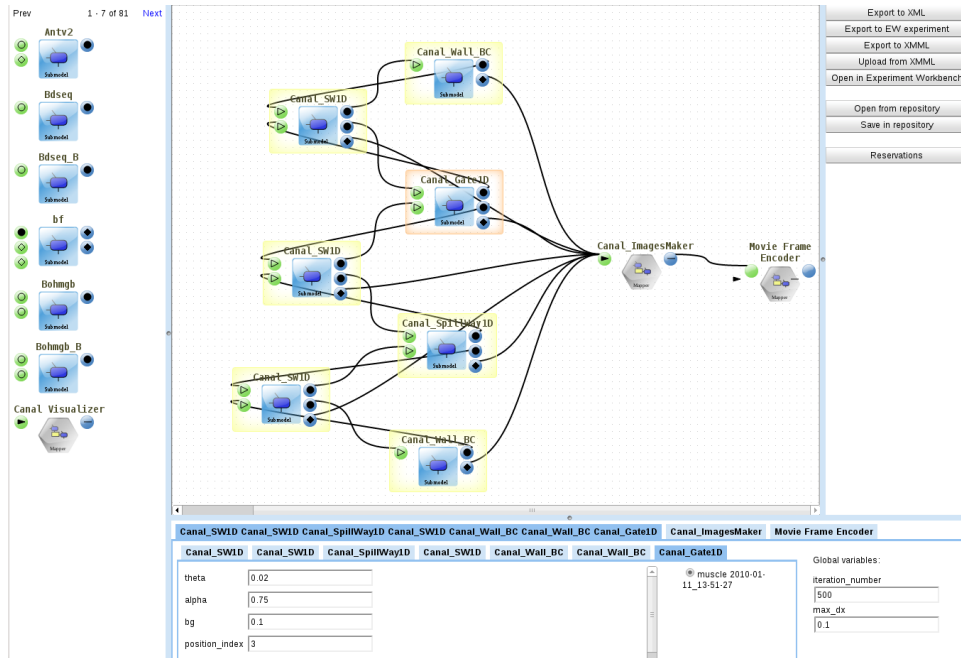 Prev 1 - 7 of 81 Next
Antv2
Submodel
Bdseq
Submodel
Bdseq_B
Submodel
bf
Submodel
Bohmgb
Submodel
Bohmgb_B
Submodel
Canal Visualizer
Mapper
Canal_Wall_BC
Submodel
Canal_SW1D
Submodel
Canal_Gate1D
Submodel
Canal_SW1D
Submodel
Canal_SpillWay1D
Submodel
Canal_SW1D
Submodel
Canal_Wall_BC
Submodel
Canal_ImagesMaker
Mapper
Movie Frame
Encoder
Mapper
Export to XML
Export to EW experiment
Export to XMML
Upload from XMML
Open in Experiment Workbench
Open from repository
Save in repository
Reservations
Canal_SW1D Canal_SW1D Canal_SpillWay1D Canal_SW1D Canal_Wall_BC Canal_Wall_BC Canal_Gate1D Canal_ImagesMaker Movie Frame Encoder
Canal_SW1D Canal_SW1D Canal_SpillWay1D Canal_SW1D Canal_Wall_BC Canal_Wall_BC Canal_Gate1D
theta 0.02
alpha 0.75
bg 0.1
position_index 3
muscle 2010-01-
11_13-51-27
Global variables:
iteration_number
500
max_dx
0.1